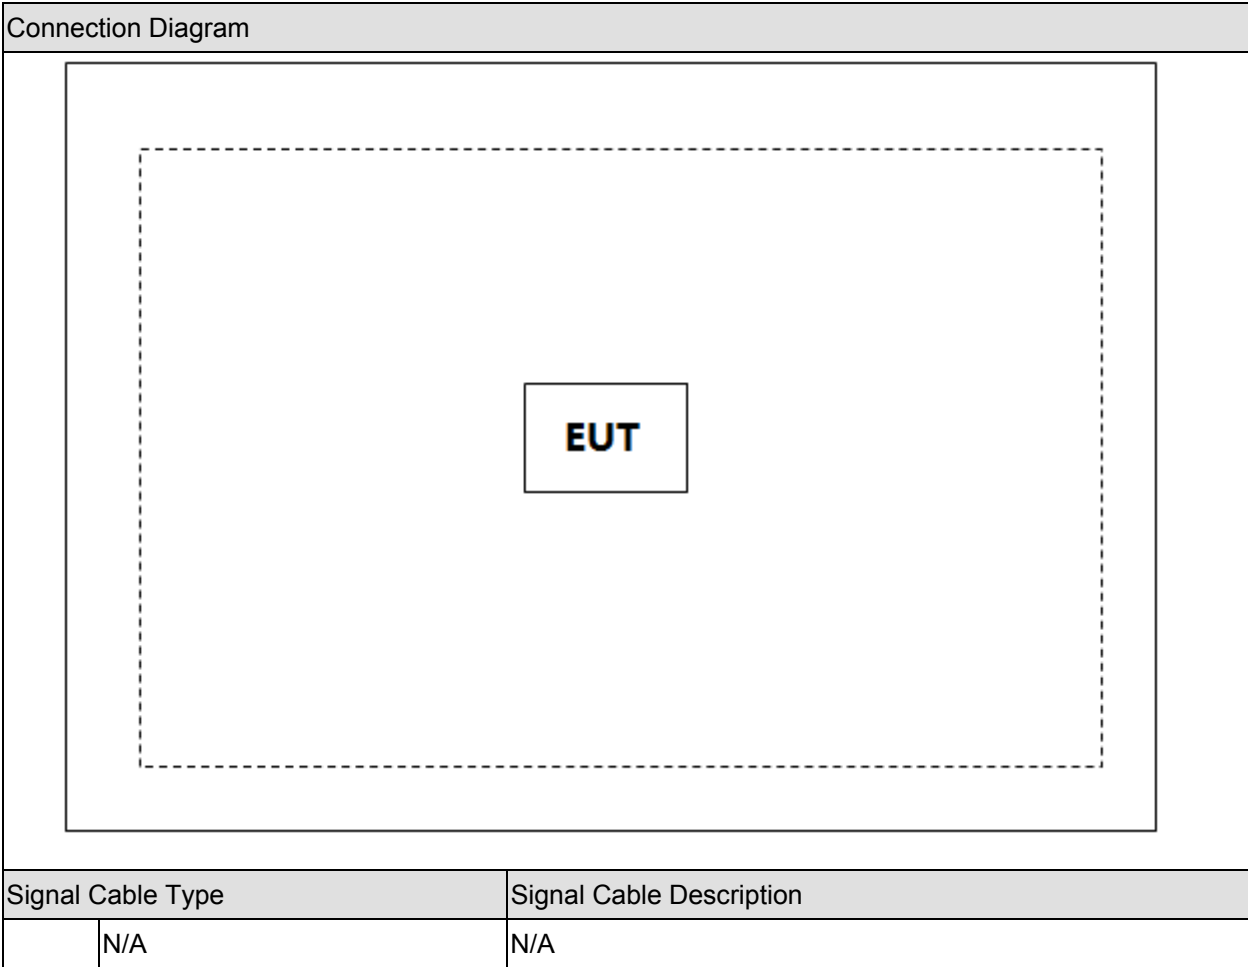 Connection Diagram
EUT
Signal Cable Type Signal Cable Description
N/A N/A